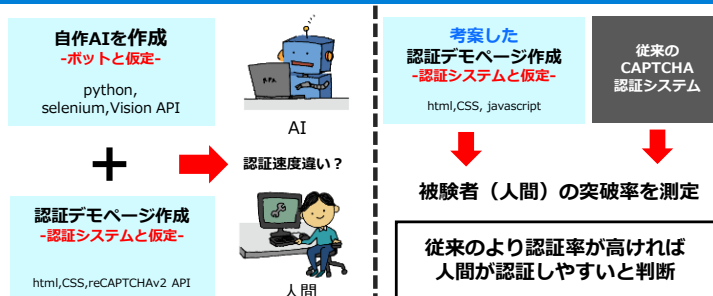 自作AIを作成
-ボットと仮定-
python,
selenium,Vision API
RPA
AI
+
認証速度違い？
認証デモページ作成
-認証システムと仮定-
html,CSS,reCAPTCHAv2 API
人間
考案した
認証デモページ作成
-認証システムと仮定-
html,CSS, javascript
従来の
CAPTCHA
認証システム
被験者（人間）の突破率を測定
従来のより認証率が高ければ
人間が認証しやすいと判断